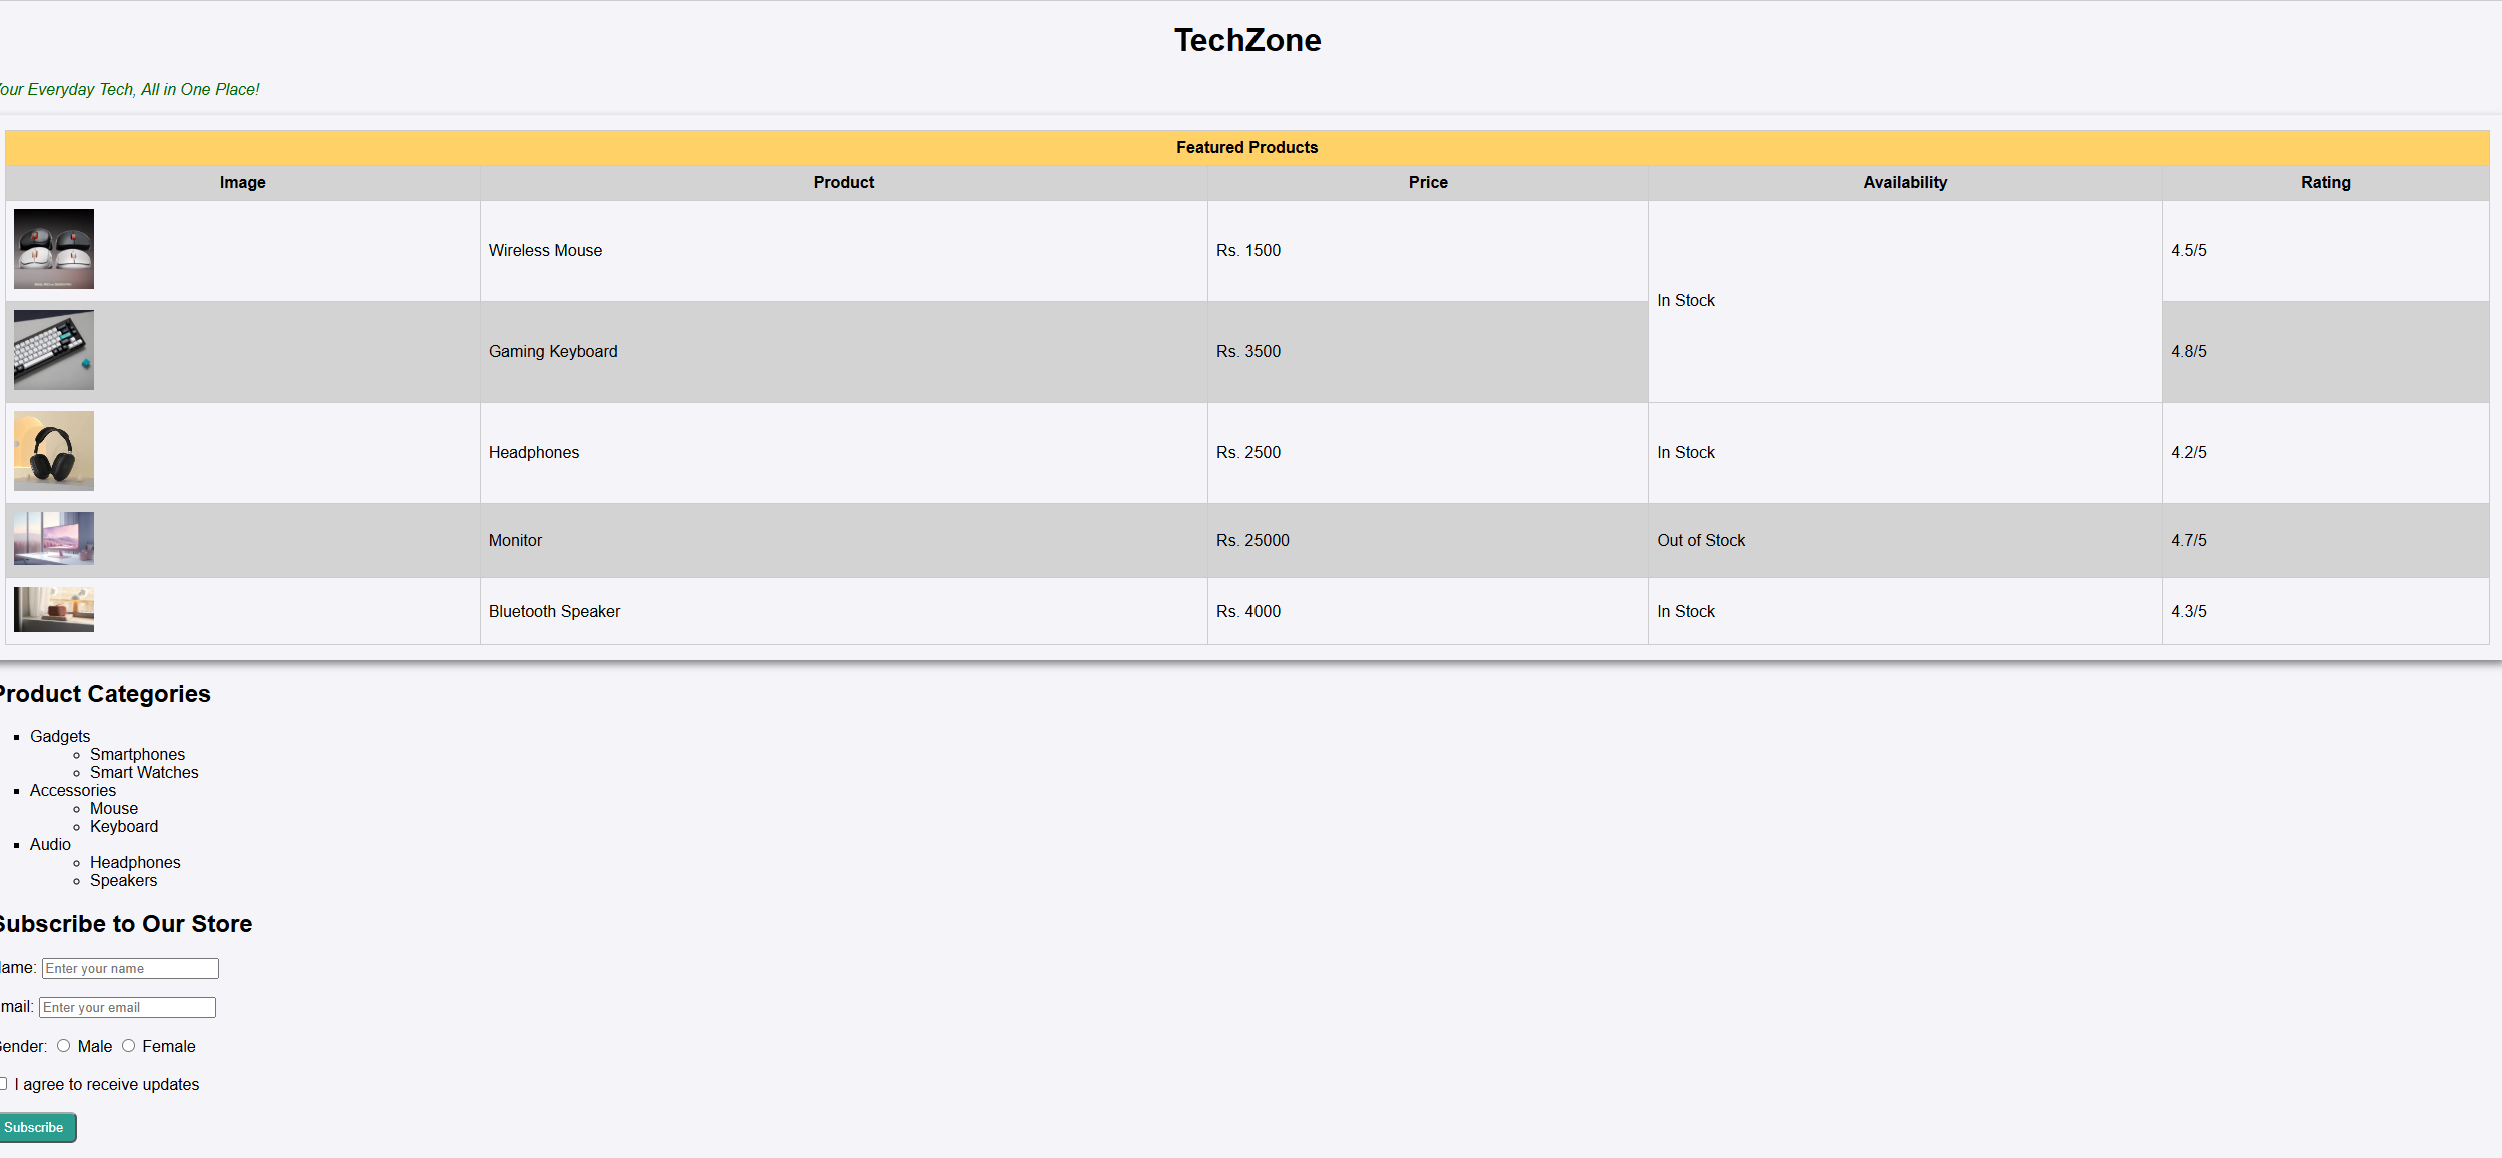 TechZone
our Everyday Tech, All in One Place!
Featured Products
Image Product Price Availability Rating
Wireless Mouse Rs. 1500 In Stock 4.5/5
Gaming Keyboard Rs. 3500 4.8/5
Headphones Rs. 2500 In Stock 4.2/5
Monitor Rs. 25000 Out of Stock 4.7/5
Bluetooth Speaker Rs. 4000 In Stock 4.3/5
Product Categories
Gadgets
Smartphones
Smart Watches
Accessories
Mouse
Keyboard
Audio
Headphones
Speakers
Subscribe to Our Store
ame: Enter your name
mail: Enter your email
ender: Male Female
I agree to receive updates
Subscribe